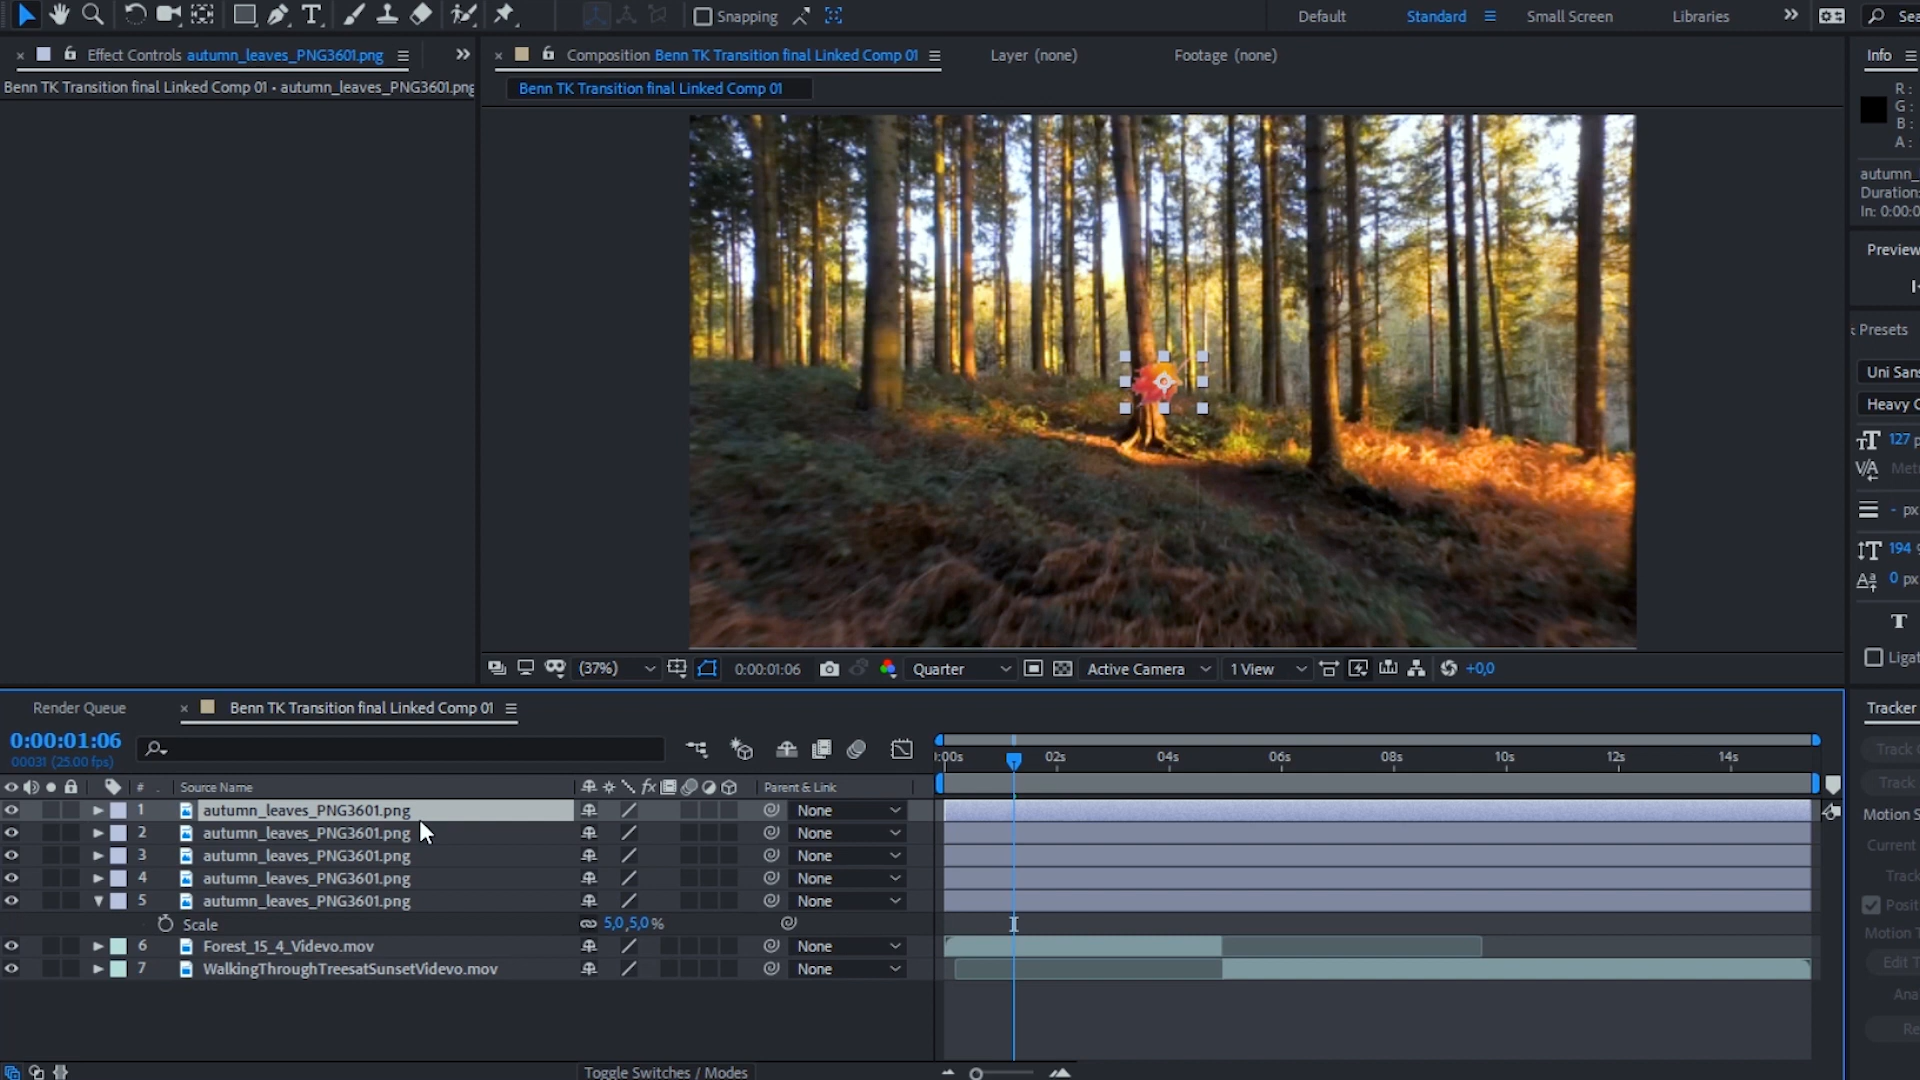 Snapping
Default
Standard
Small Screen
Libraries
Effect Controls autumn_leaves_PNG3601.png
Composition Benn TK Transition final Linked Comp 01
Layer (none)
Footage (none)
Info
Benn TK Transition final Linked Comp 01 • autumn_leaves_PNG3601.png
Benn TK Transition final Linked Comp 01
R :
G :
B :
A :
autumn_
Duration:
In: 0:00:0
Preview
Presets
Uni Sans
Heavy
127 p
- px
194
0 px
T
Ligat
(37%)
0:00:01:06
Quarter
Active Camera
1 View
+0,0
Render Queue
Benn TK Transition final Linked Comp 01
Tracker
0:00:01:06
00031 (25.00 fps)
:00s 02s 04s 06s 08s 10s 12s 14s
Track
Track
# Source Name
fx
Parent & Link
1 autumn_leaves_PNG3601.png None
2 autumn_leaves_PNG3601.png None
3 autumn_leaves_PNG3601.png None
4 autumn_leaves_PNG3601.png None
5 autumn_leaves_PNG3601.png None
Scale 5,0,5,0 %
6 Forest_15_4_Videvo.mov None
7 WalkingThroughTreesatSunsetVidevo.mov None
Motion S
Current
Track
Posit
Motion T
Edit T
Ana
Re
Toggle Switches / Modes